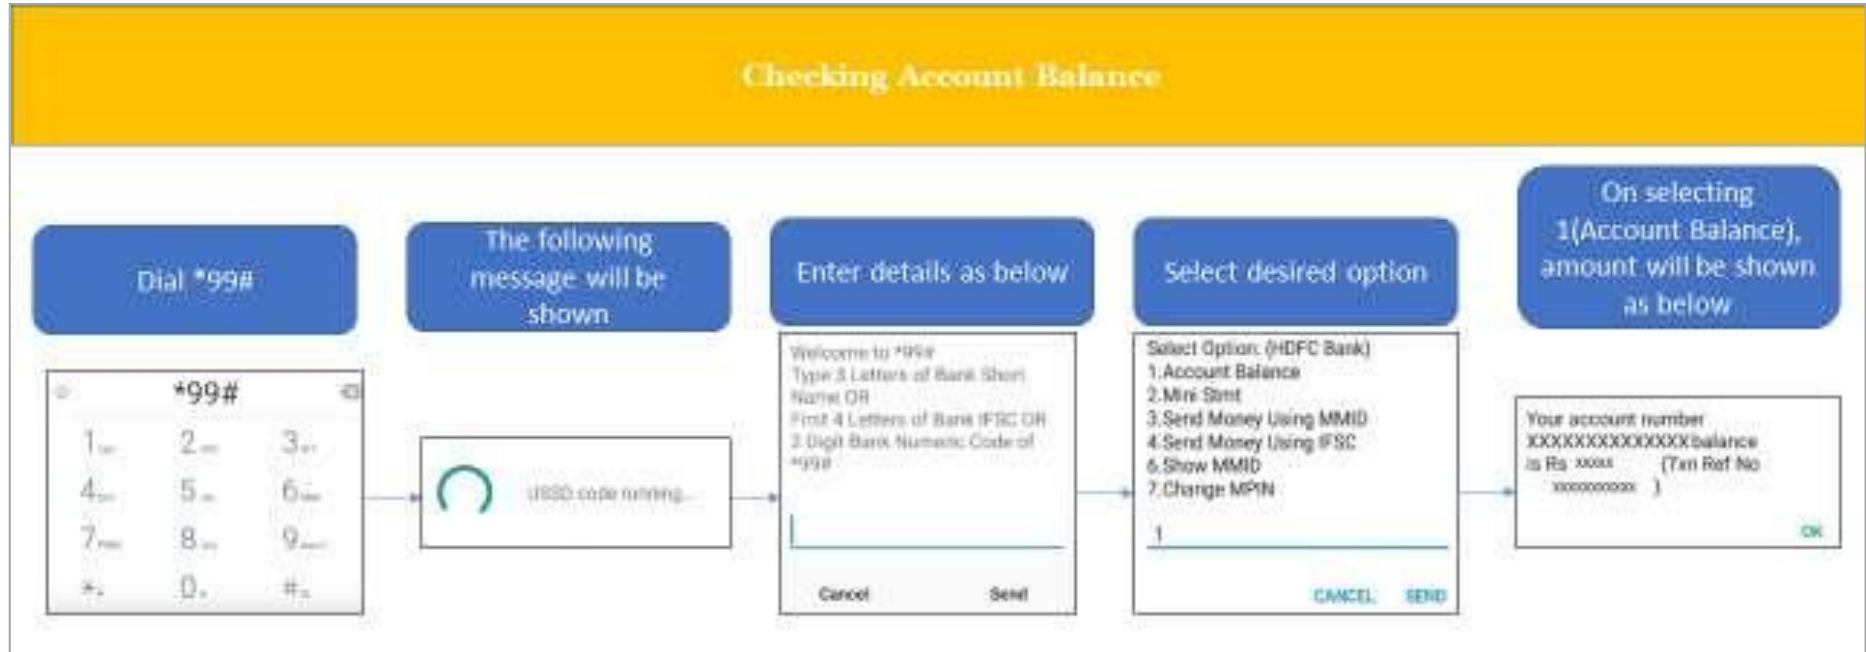 Checking Account Balance
Dial *99#
The following
message will be
shown
Enter details as below
Select desired option
On selecting
1(Account Balance),
amount will be shown
as below
*99#
1
2
3
4
5
6
7
8
9
*
0
#
USSD code running...
Welcome to *99#
Type 3 Letters of Bank Short
Name OR
First 4 Letters of Bank IFSC OR
2 Digit Bank Numeric Code of
*99#
Cancel
Send
Select Option: (HDFC Bank)
1.Account Balance
2.Mini Stmt
3.Send Money Using MMID
4.Send Money Using IFSC
6.Show MMID
7.Change MPIN
1
CANCEL
SEND
Your account number
XXXXXXXXXXXXXX balance
is Rs xxxxx (Txn Ref No
xxxxxxxxxx )
OK